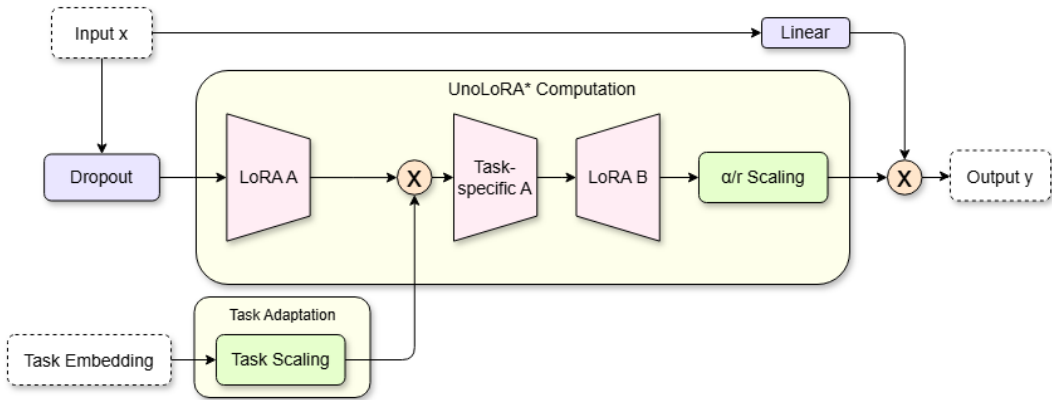 Input x
Linear
UnoLoRA* Computation
Dropout
LoRA A
X
Task-
specific A
LoRA B
α/r Scaling
X
Output y
Task Adaptation
Task Embedding
Task Scaling